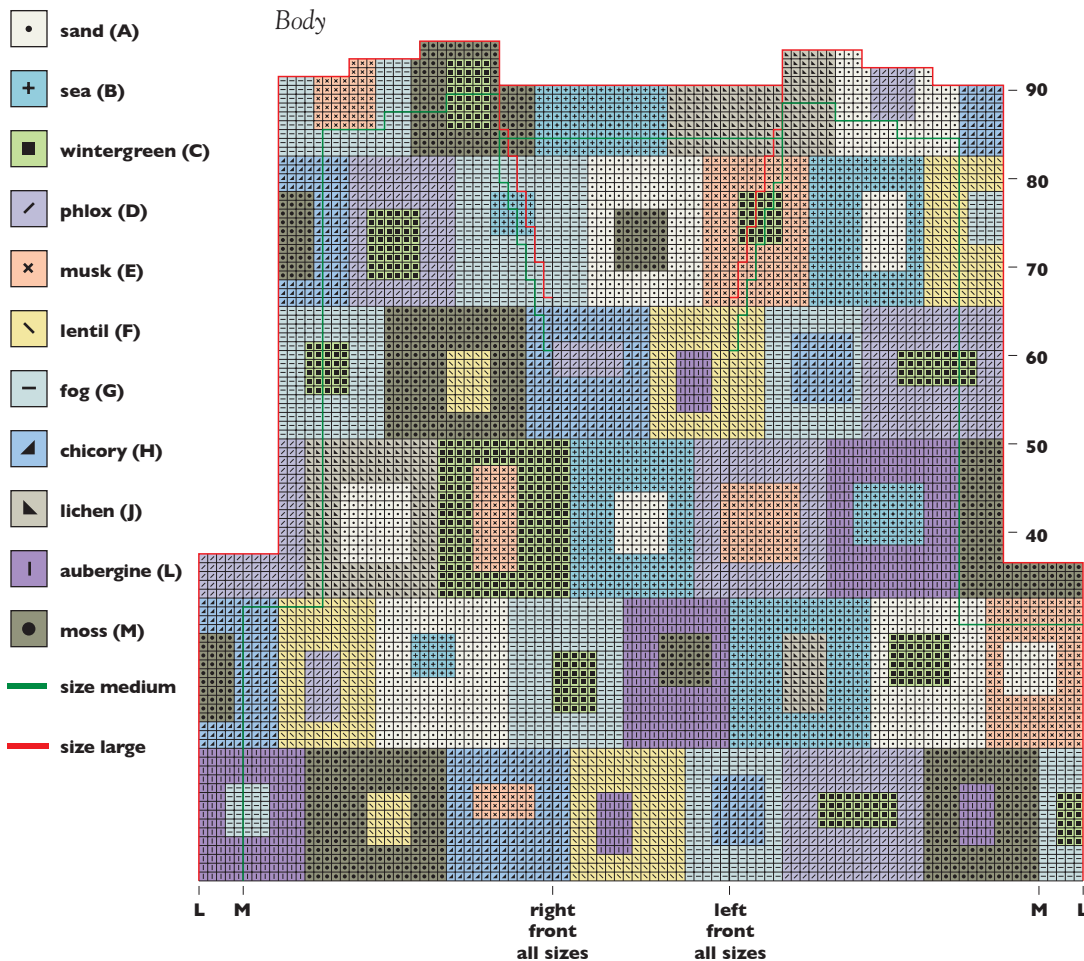 Body
sand (A)
sea (B)
wintergreen (C)
phlox (D)
musk (E)
lentil (F)
fog (G)
chicory (H)
lichen (J)
aubergine (L)
moss (M)
size medium
size large
90
80
70
60
50
40
L M right front all sizes left front all sizes M L